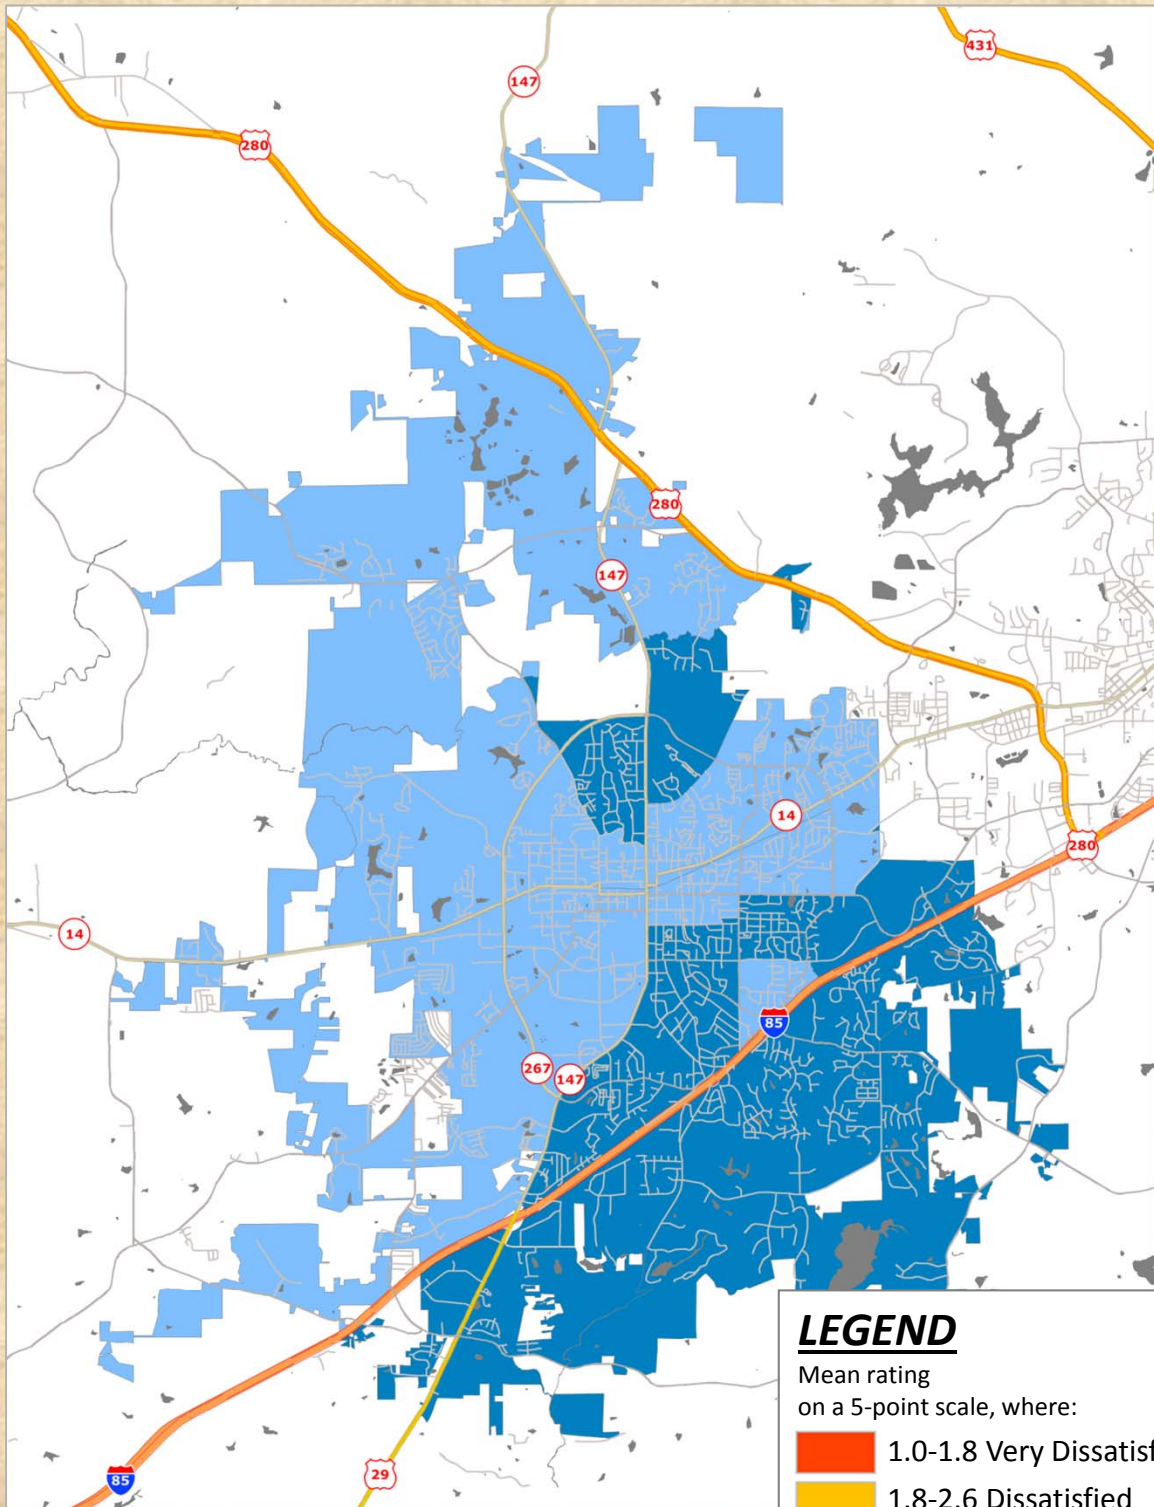 431
147
280
280
147
14
280
14
85
267
147
29
85
LEGEND
Mean rating
on a 5-point scale, where:
1.0-1.8 Very Dissatisf
1.8-2.6 Dissatisfied